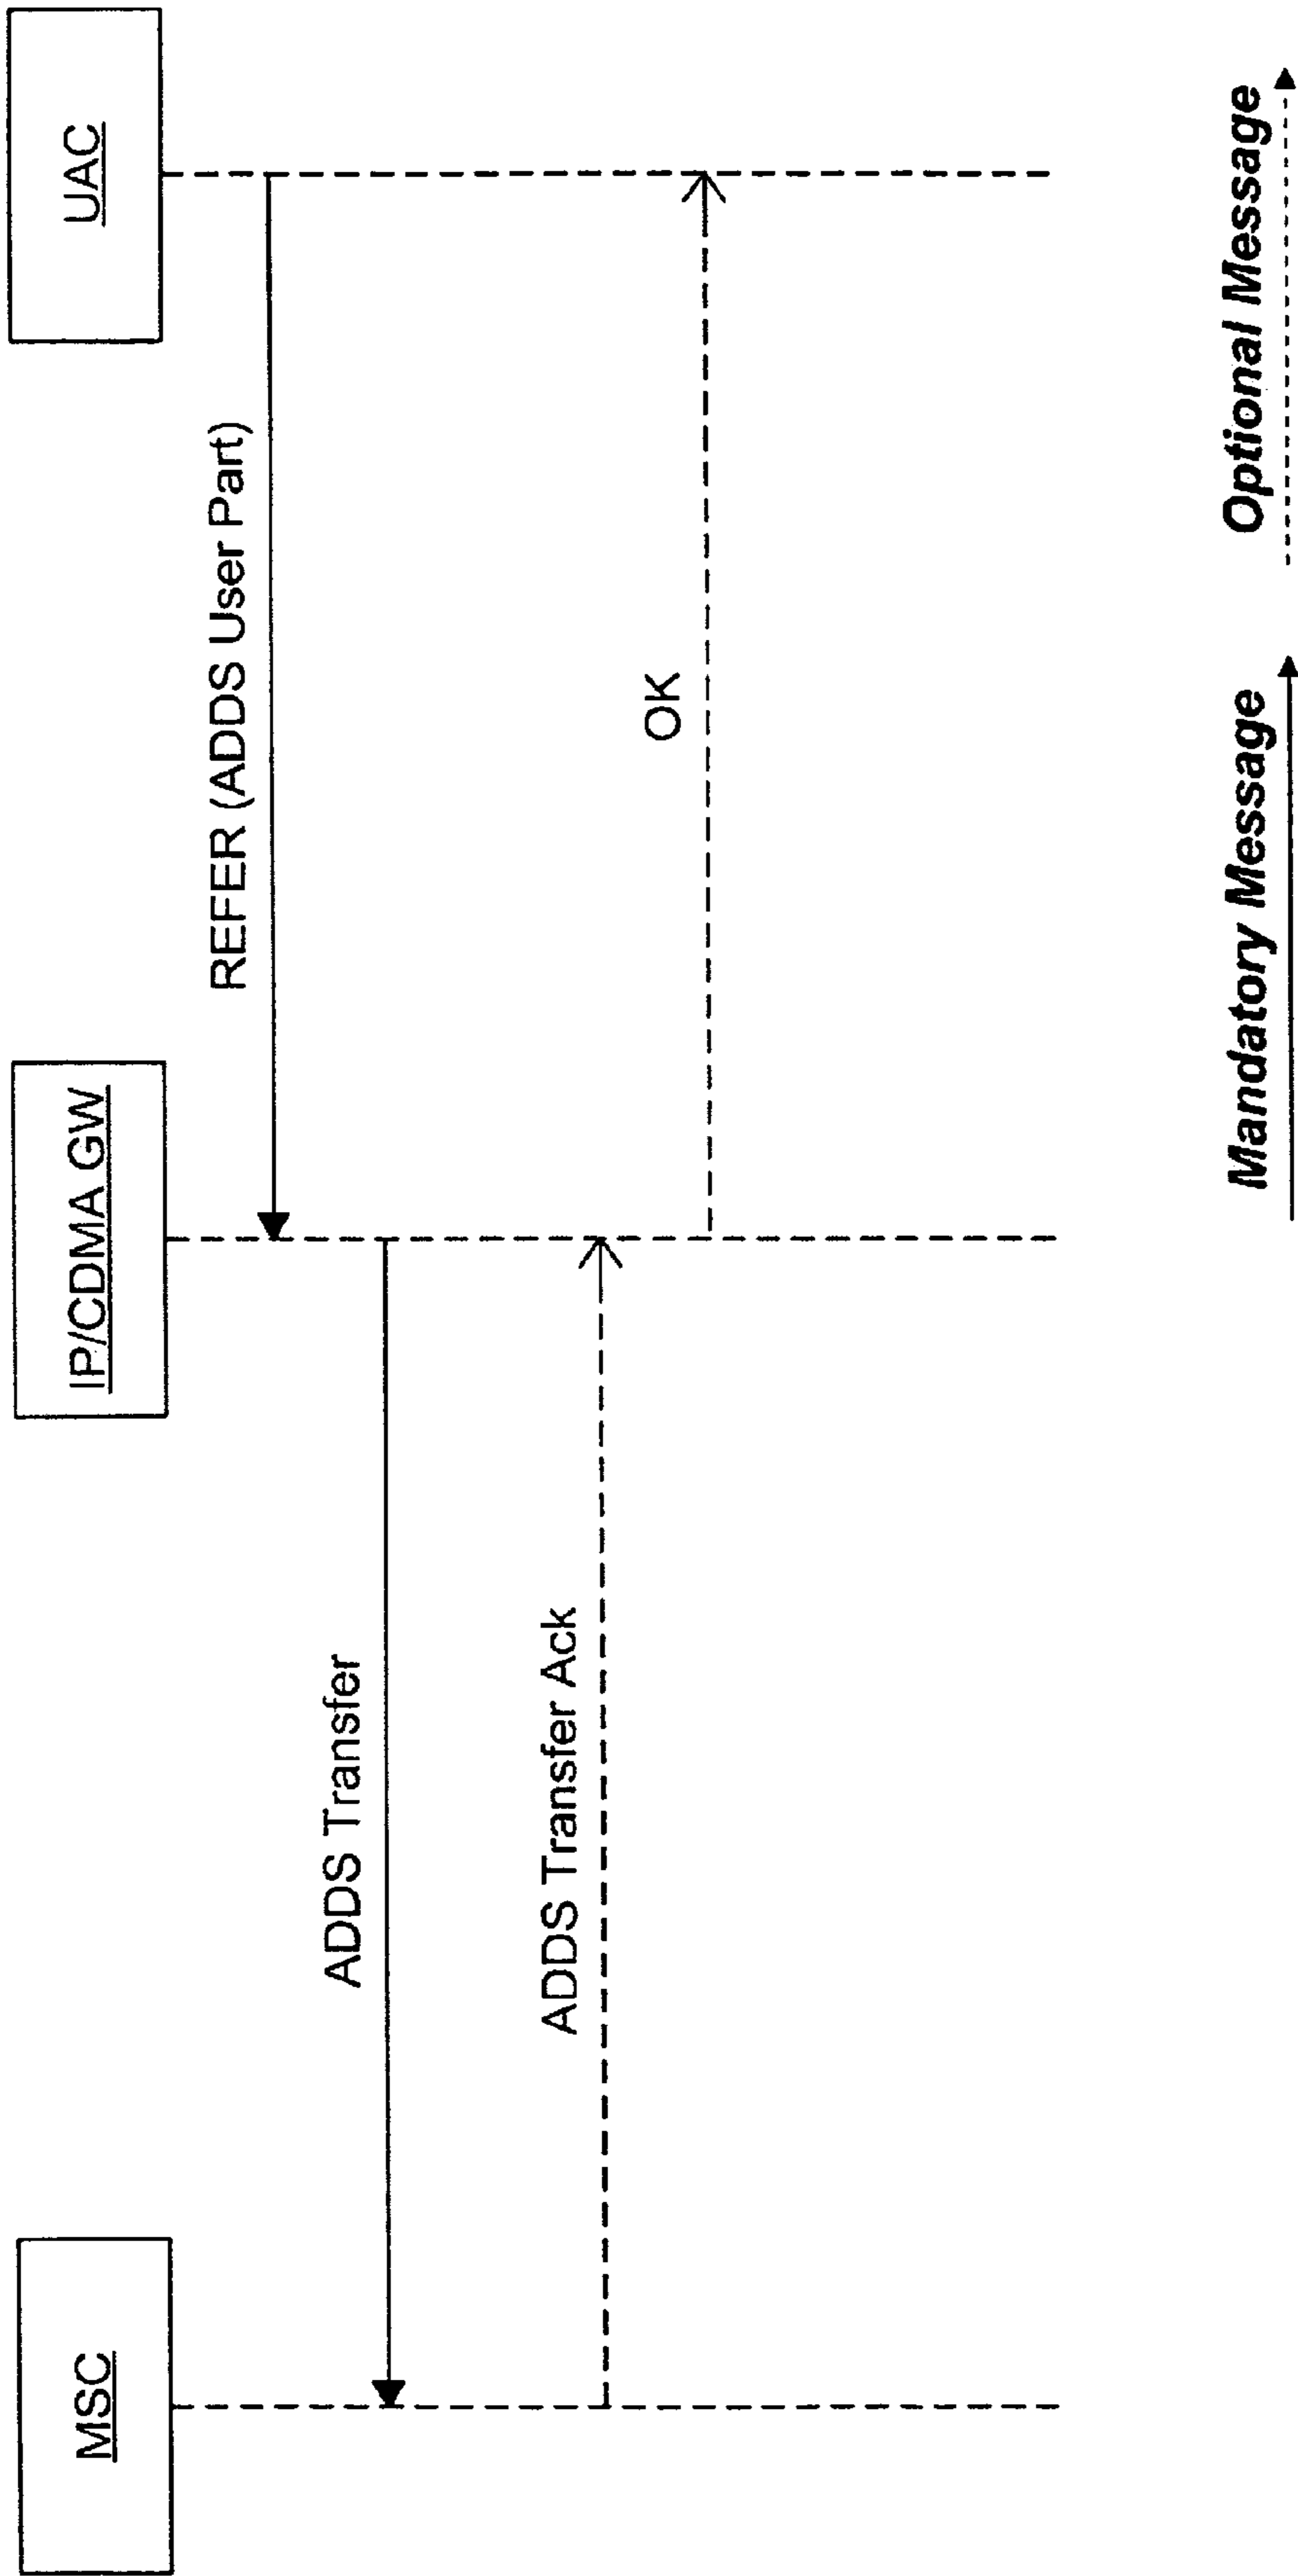 MSC
IP/CDMA GW
UAC
REFER (ADDS User Part)
ADDS Transfer
ADDS Transfer Ack
OK
Mandatory Message
Optional Message